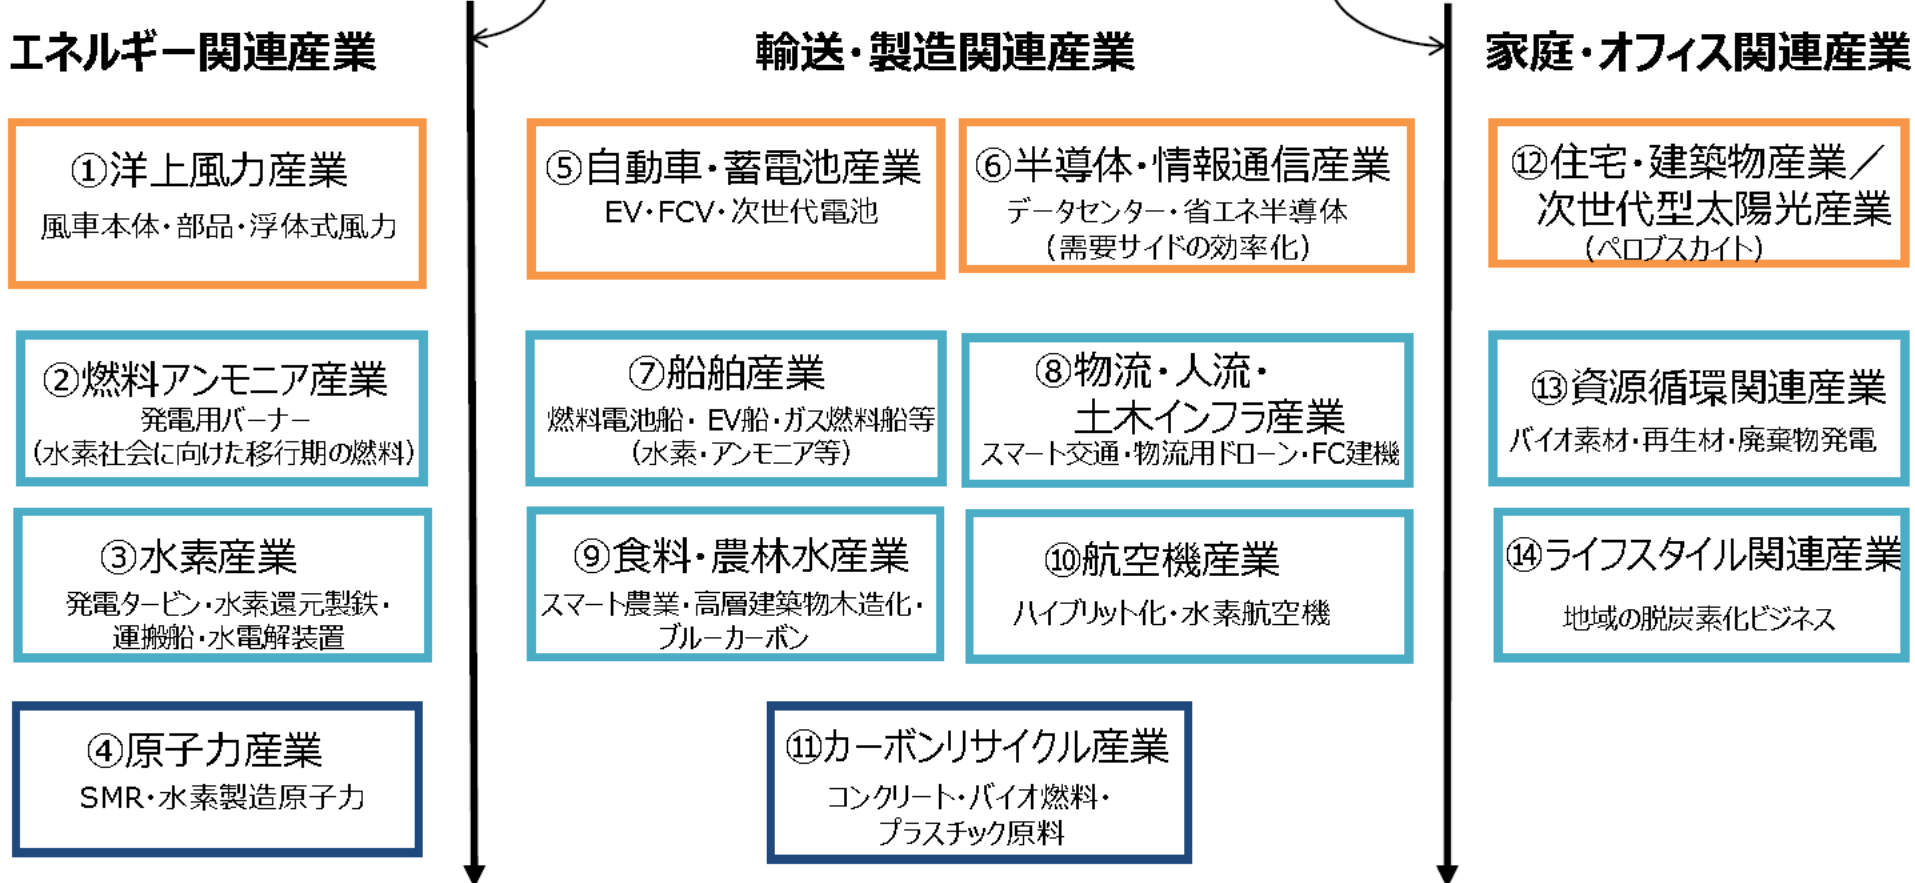 エネルギー関連産業
①洋上風力産業
風車本体・部品・浮体式風力
②燃料アンモニア産業
発電用バーナー
(水素社会に向けた移行期の燃料)
③水素産業
発電タービン・水素還元製鉄・
運搬船・水電解装置
④原子力産業
SMR・水素製造原子力
輸送・製造関連産業
⑤自動車・蓄電池産業
EV・FCV・次世代電池
⑥半導体・情報通信産業
データセンター・省エネ半導体
(需要サイドの効率化)
⑦船舶産業
燃料電池船・EV船・ガス燃料船等
(水素・アンモニア等)
⑧物流・人流・
土木インフラ産業
スマート交通・物流用ドローン・FC建機
⑨食料・農林水産業
スマート農業・高層建築物木造化・
ブルーカーボン
⑩航空機産業
ハイブリット化・水素航空機
⑪カーボンリサイクル産業
コンクリート・バイオ燃料・
プラスチック原料
家庭・オフィス関連産業
⑫住宅・建築物産業／
次世代型太陽光産業
(ペロブスカイト)
⑬資源循環関連産業
バイオ素材・再生材・廃棄物発電
⑭ライフスタイル関連産業
地域の脱炭素化ビジネス